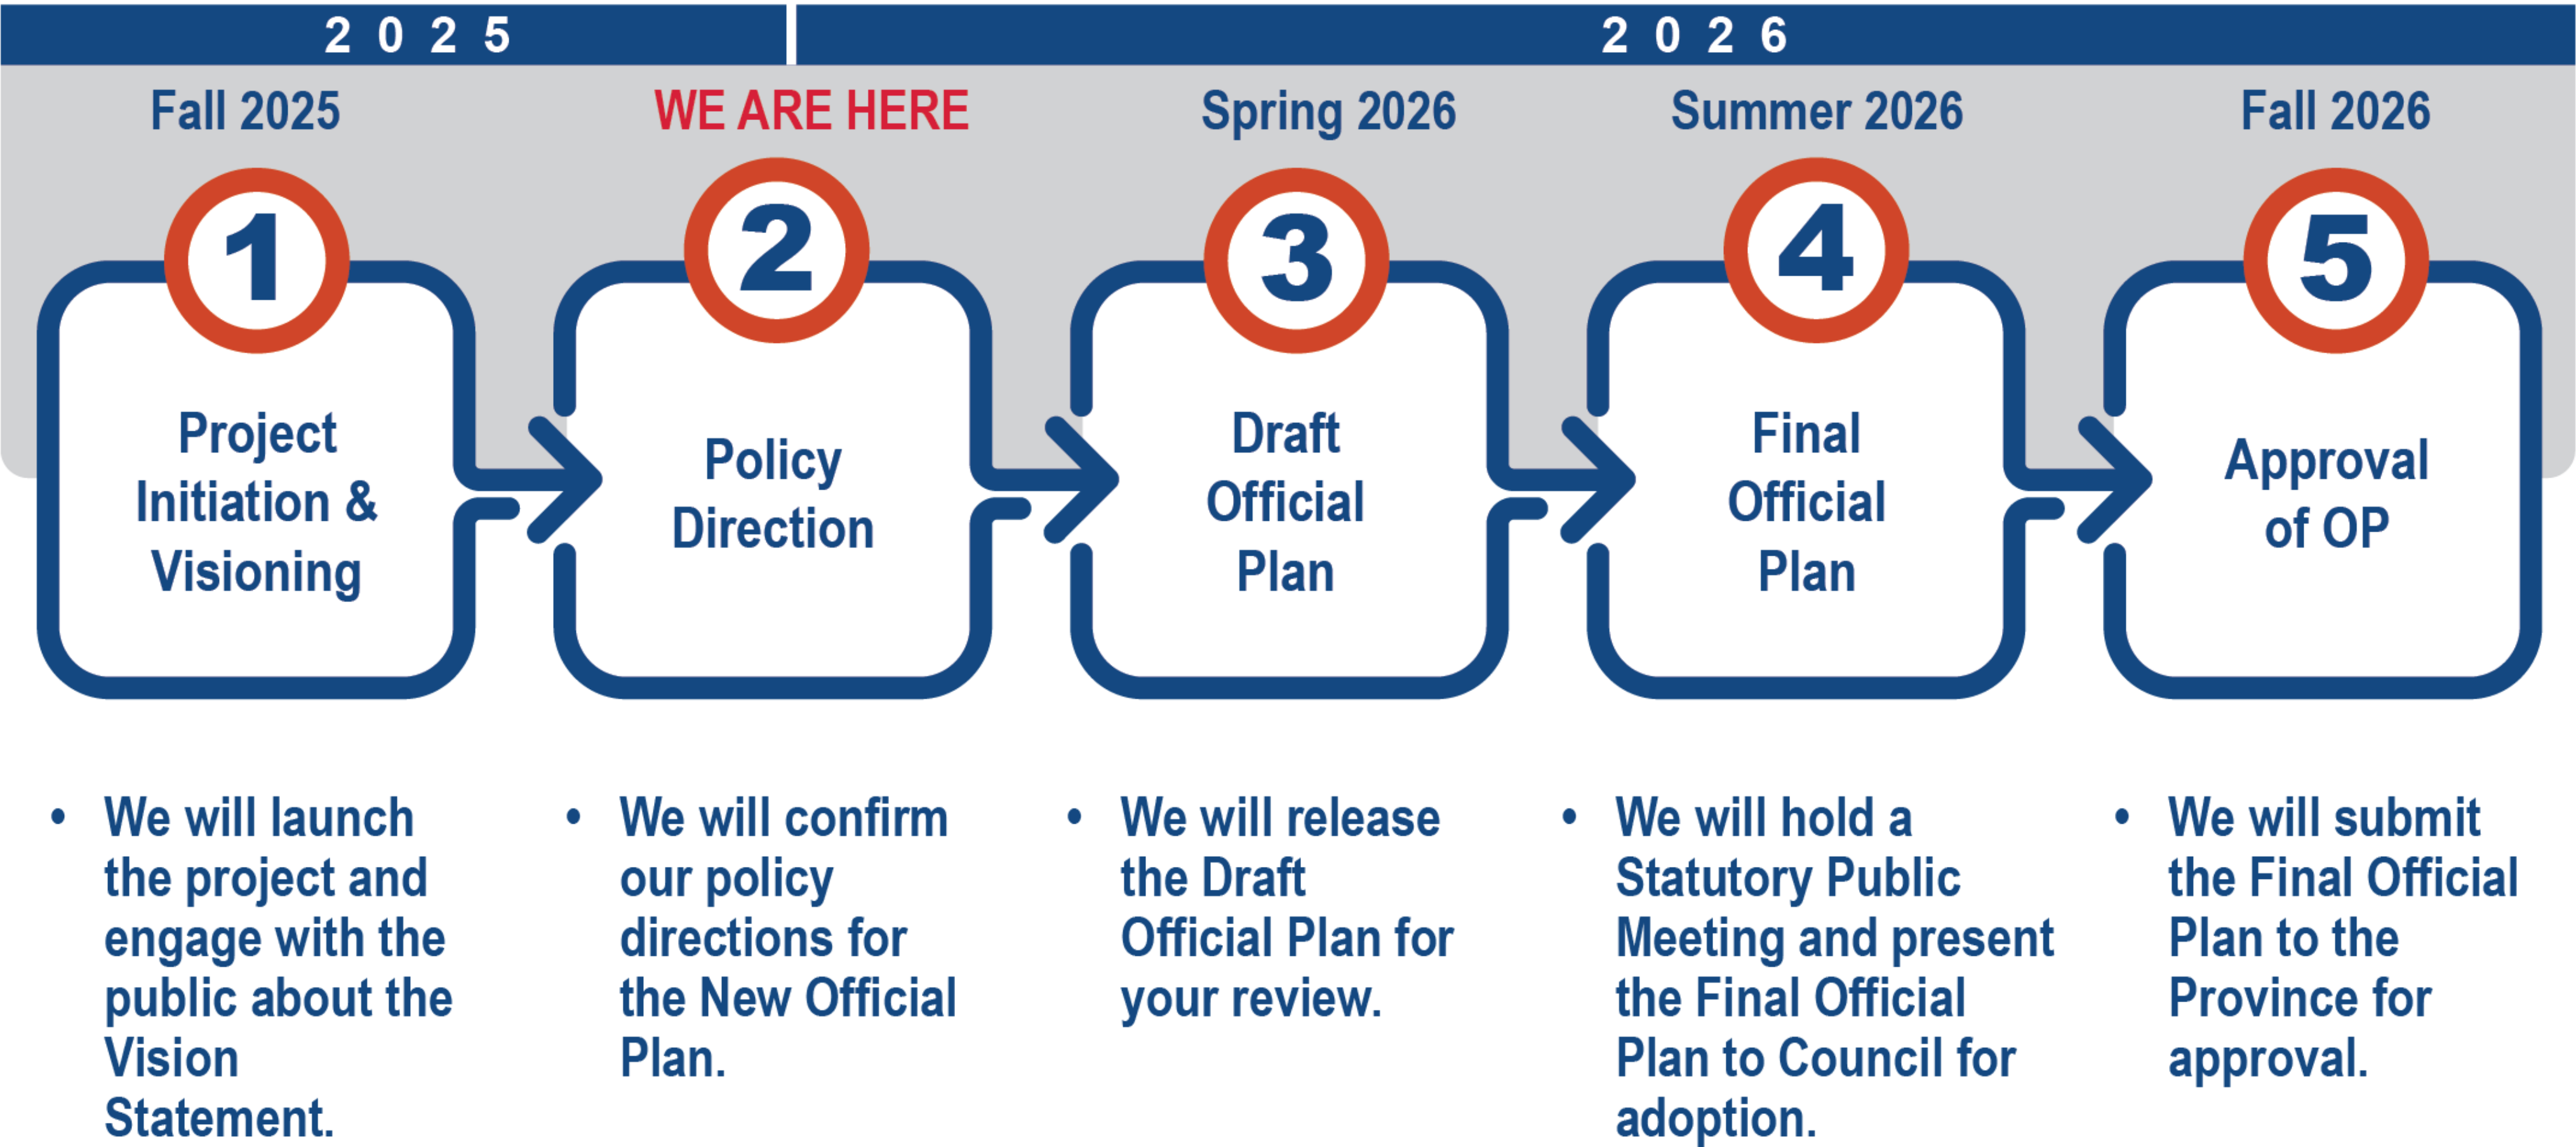 2 0 2 5
2 0 2 6
Fall 2025
WE ARE HERE
Spring 2026
Summer 2026
Fall 2026
1
2
3
4
5
Project
Initiation &
Visioning
Policy
Direction
Draft
Official
Plan
Final
Official
Plan
Approval
of OP
• We will launch
the project and
engage with the
public about the
Vision
Statement.
• We will confirm
our policy
directions for
the New Official
Plan.
• We will release
the Draft
Official Plan for
your review.
• We will hold a
Statutory Public
Meeting and present
the Final Official
Plan to Council for
adoption.
• We will submit
the Final Official
Plan to the
Province for
approval.